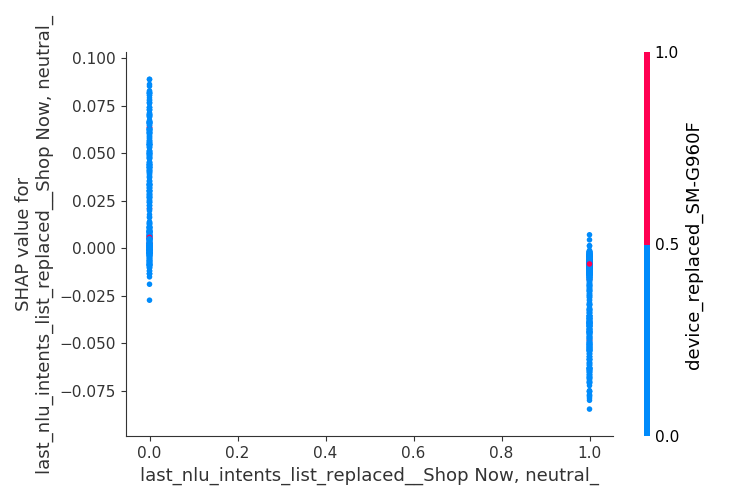 SHAP value for
last_nlu_intents_list_replaced__Shop Now, neutral_
0.100
0.075
0.050
0.025
0.000
−0.025
−0.050
−0.075
0.0 0.2 0.4 0.6 0.8 1.0
last_nlu_intents_list_replaced__Shop Now, neutral_
1.0
0.5
0.0
device_replaced_SM-G960F